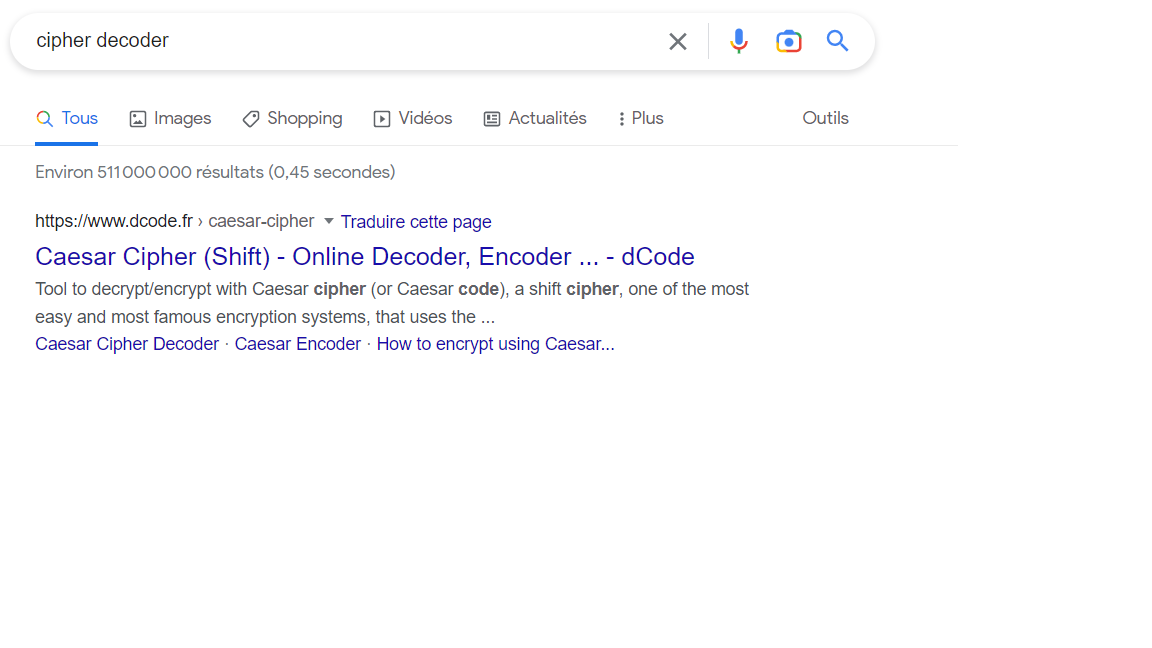 cipher decoder
Tous Images Shopping Vidéos Actualités Plus Outils
Environ 511 000 000 résultats (0,45 secondes)
https://www.dcode.fr › caesar-cipher Traduire cette page
Caesar Cipher (Shift) - Online Decoder, Encoder ... - dCode
Tool to decrypt/encrypt with Caesar cipher (or Caesar code), a shift cipher, one of the most
easy and most famous encryption systems, that uses the ...
Caesar Cipher Decoder · Caesar Encoder · How to encrypt using Caesar...